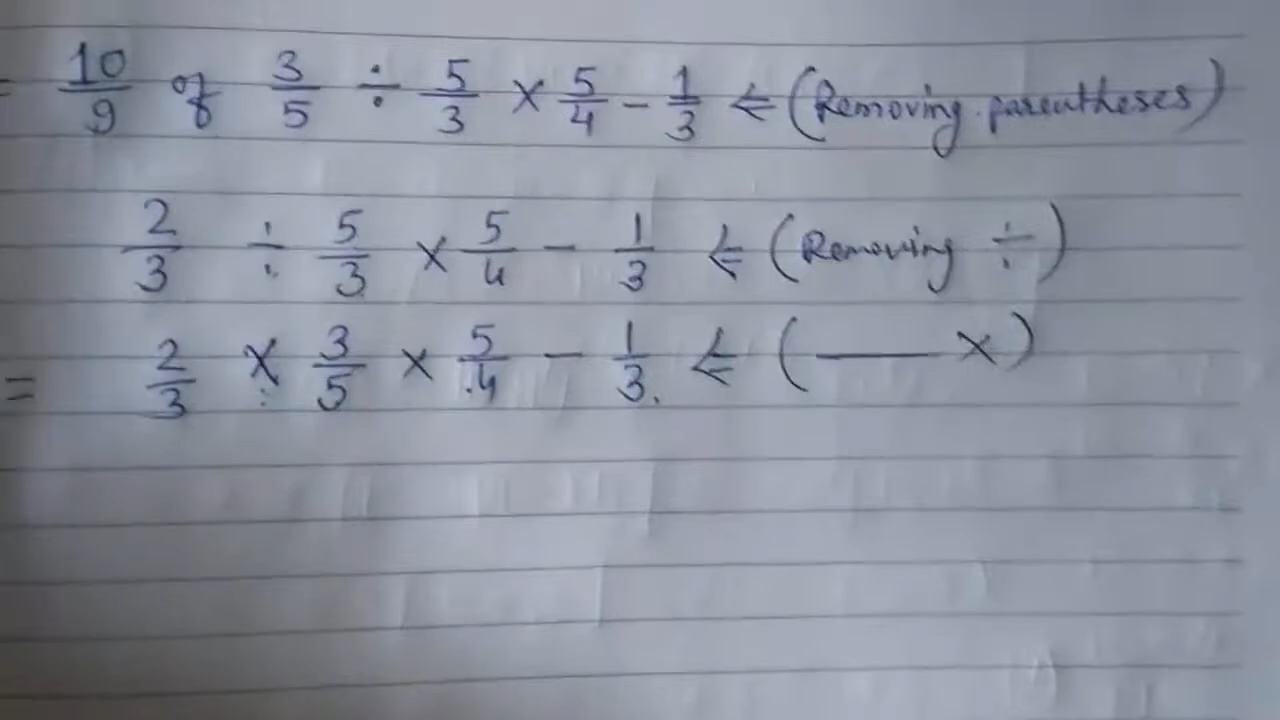 = 10/9 of 3/5 ÷ 5/3 × 5/4 - 1/3 ⇐ (Removing parentheses)
2/3 ÷ 5/3 × 5/4 - 1/3 ⇐ (Removing ÷)
= 2/3 × 3/5 × 5/4 - 1/3 ⇐ (—— ×)